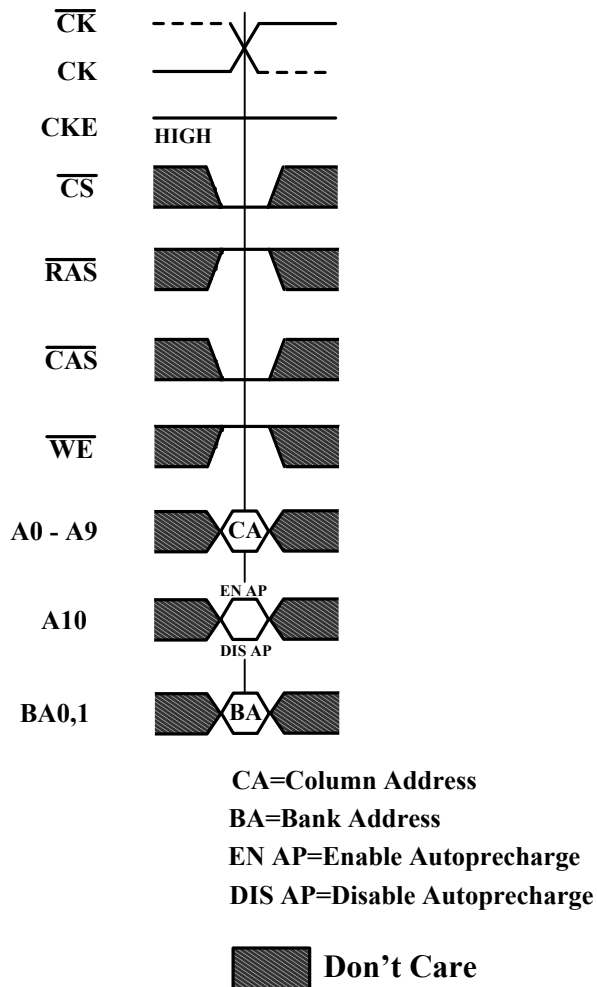 CK
CK
CKE
HIGH
CS
RAS
CAS
WE
A0 - A9
CA
EN AP
A10
DIS AP
BA0,1
BA
CA=Column Address
BA=Bank Address
EN AP=Enable Autoprecharge
DIS AP=Disable Autoprecharge
Don't Care